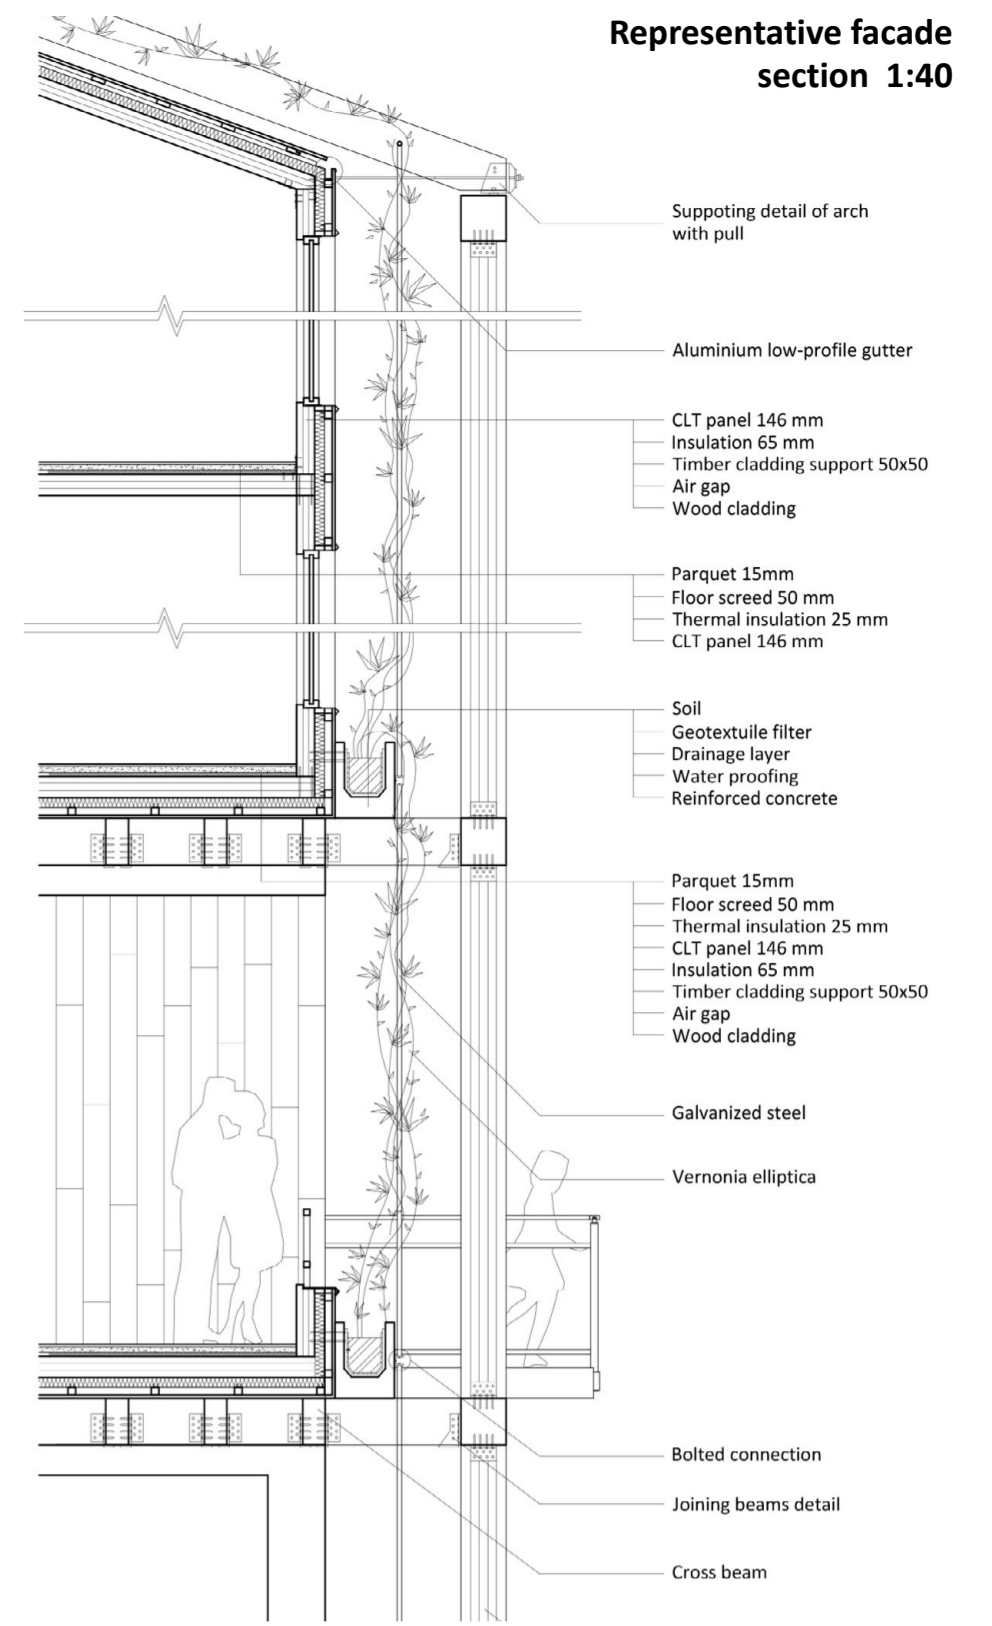 Representative facade
section 1:40
Suppoting detail of arch
with pull
Aluminium low-profile gutter
CLT panel 146 mm
Insulation 65 mm
Timber cladding support 50x50
Air gap
Wood cladding
Parquet 15mm
Floor screed 50 mm
Thermal insulation 25 mm
CLT panel 146 mm
Soil
Geotextuile filter
Drainage layer
Water proofing
Reinforced concrete
Parquet 15mm
Floor screed 50 mm
Thermal insulation 25 mm
CLT panel 146 mm
Insulation 65 mm
Timber cladding support 50x50
Air gap
Wood cladding
Galvanized steel
Vernonia elliptica
Bolted connection
Joining beams detail
Cross beam